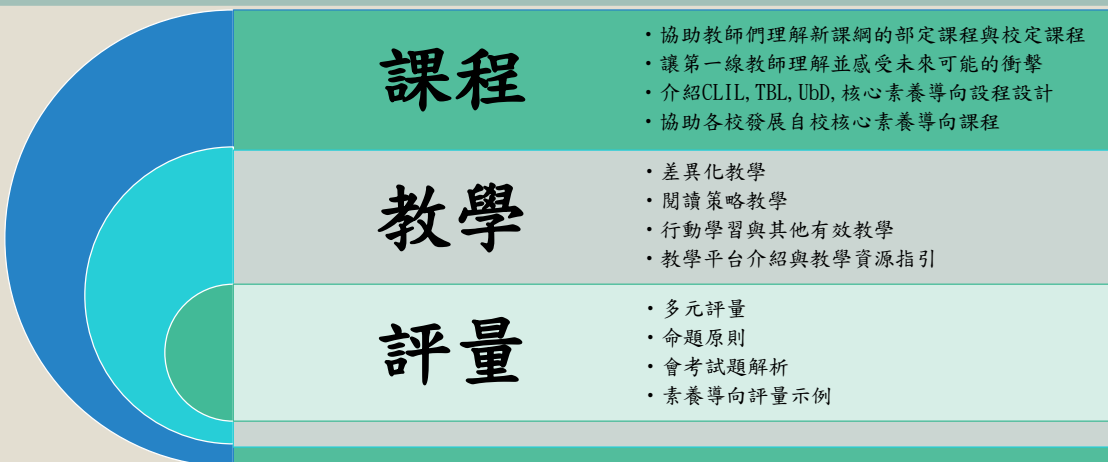 課程
・協助教師們理解新課綱的部定課程與校定課程
・讓第一線教師理解並感受未來可能的衝擊
・介紹CLIL,TBL,UbD,核心素養導向設程設計
・協助各校發展自校核心素養導向課程
教學
・差異化教學
・閱讀策略教學
・行動學習與其他有效教學
・教學平台介紹與教學資源指引
評量
・多元評量
・命題原則
・會考試題解析
・素養導向評量示例